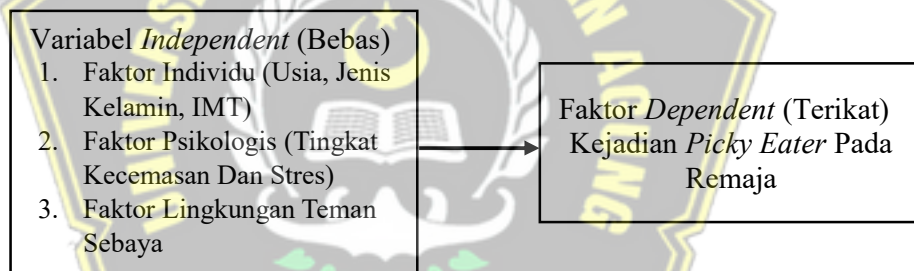 Variabel Independent (Bebas)
1. Faktor Individu (Usia, Jenis
Kelamin, IMT)
2. Faktor Psikologis (Tingkat
Kecemasan Dan Stres)
3. Faktor Lingkungan Teman
Sebaya
Faktor Dependent (Terikat)
Kejadian Picky Eater Pada
Remaja